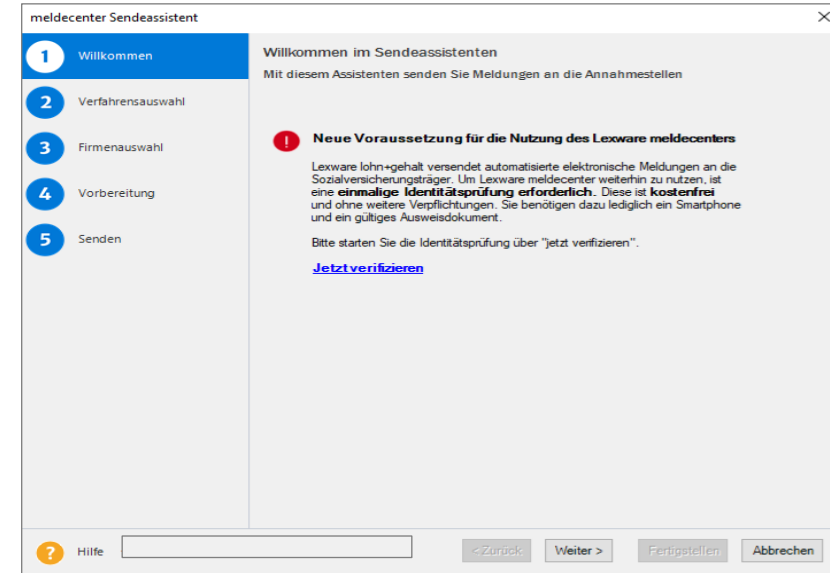 meldecenter Sendeassistent
1 Willkommen
2 Verfahrensauswahl
3 Firmenauswahl
4 Vorbereitung
5 Senden
Willkommen im Sendeassistenten
Mit diesem Assistenten senden Sie Meldungen an die Annahmestellen
Neue Voraussetzung für die Nutzung des Lexware meldecenters
Lexware lohn+gehalt versendet automatisierte elektronische Meldungen an die
Sozialversicherungsträger. Um Lexware meldecenter weiterhin zu nutzen, ist
eine einmalige Identitätsprüfung erforderlich. Diese ist kostenfrei
und ohne weitere Verpflichtungen. Sie benötigen dazu lediglich ein Smartphone
und ein gültiges Ausweisdokument.
Bitte starten Sie die Identitätsprüfung über "jetzt verifizieren".
Jetzt verifizieren
? Hilfe
< Zurück
Weiter >
Fertigstellen
Abbrechen